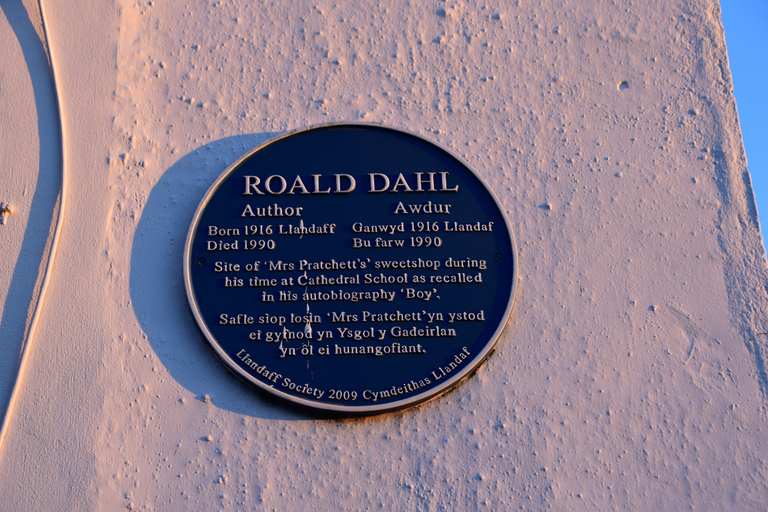 ROALD DAHL
Author Awdur
Born 1916 Llandaff Ganwyd 1916 Llandaf
Died 1990 Bu farw 1990
Site of 'Mrs Pratchett's' sweetshop during
his time at Cathedral School as recalled
in his autobiography 'Boy'.
Safle siop losin 'Mrs Pratchett' yn ystod
ei gyfnod yn Ysgol y Gadeirlan
yn ôl ei hunangofiant.
Llandaff Society 2009 Cymdeithas Llandaf